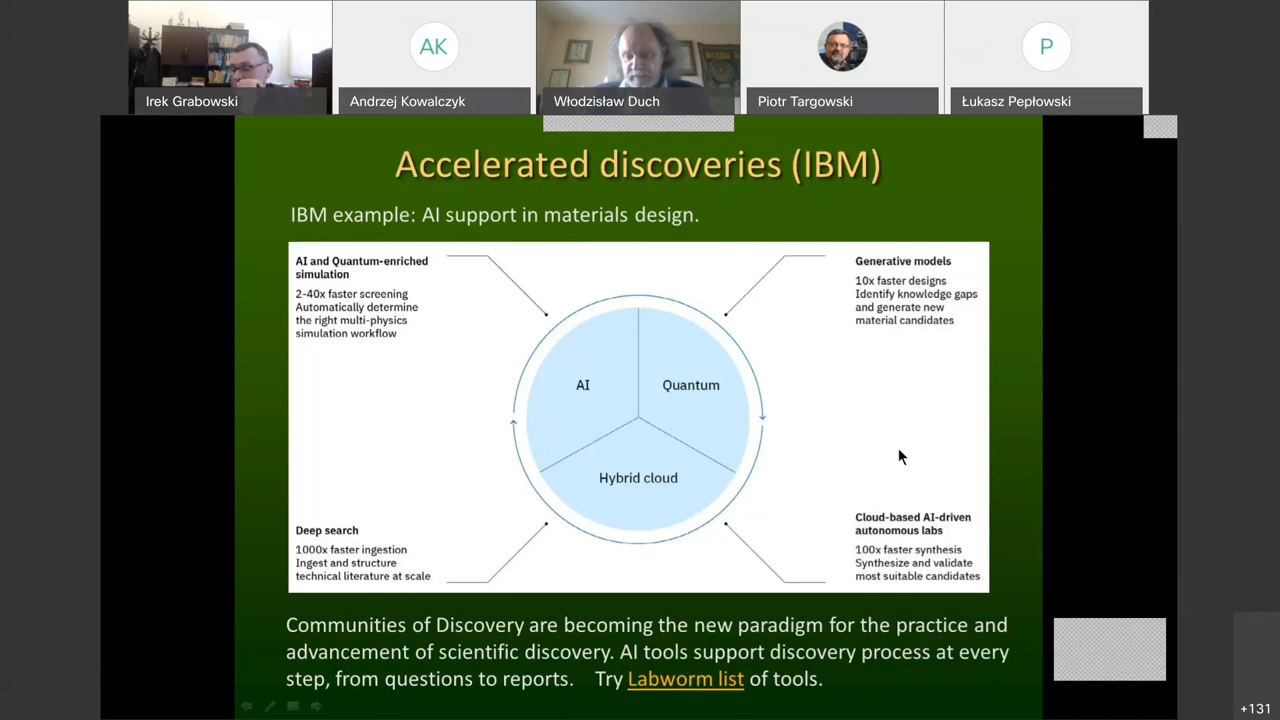 AK
P
Irek Grabowski
Andrzej Kowalczyk
Włodzisław Duch
Piotr Targowski
Łukasz Pepłowski
Accelerated discoveries (IBM)
IBM example: AI support in materials design.
AI and Quantum-enriched
simulation
2-40x faster screening
Automatically determine
the right multi-physics
simulation workflow
Generative models
10x faster designs
Identify knowledge gaps
and generate new
material candidates
AI
Quantum
Hybrid cloud
Deep search
1000x faster ingestion
Ingest and structure
technical literature at scale
Cloud-based AI-driven
autonomous labs
100x faster synthesis
Synthesize and validate
most suitable candidates
Communities of Discovery are becoming the new paradigm for the practice and
advancement of scientific discovery. AI tools support discovery process at every
step, from questions to reports. Try Labworm list of tools.
+131